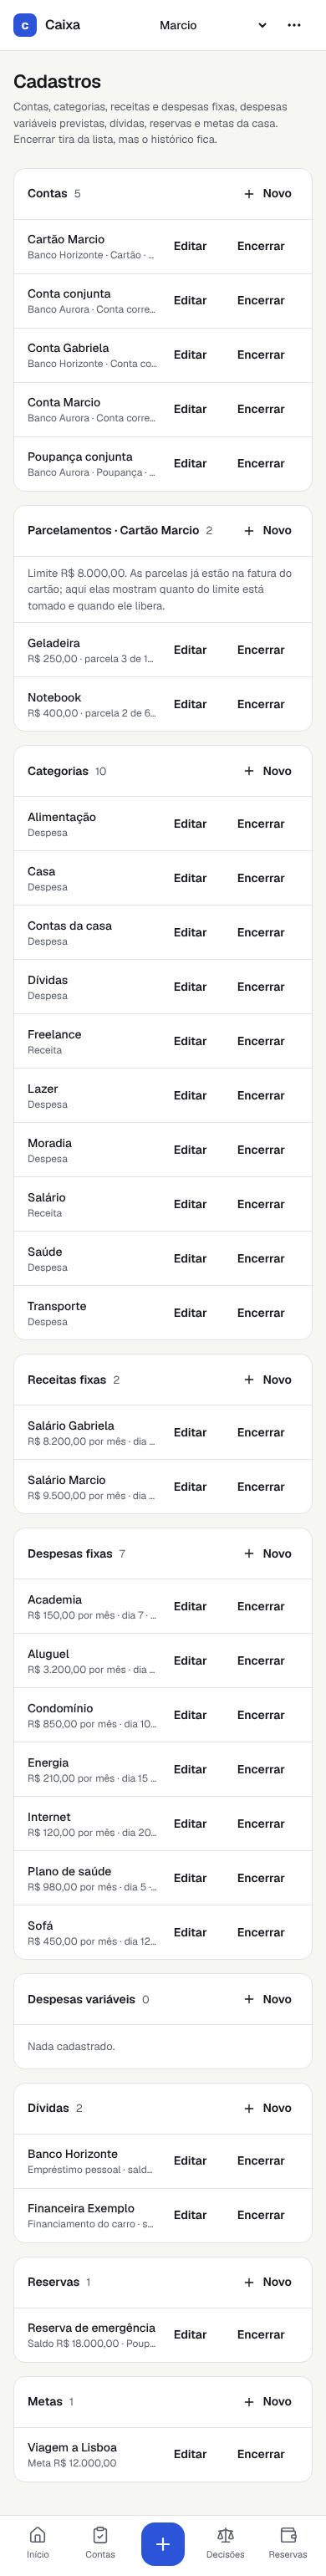 c Caixa Marcio
Cadastros
Contas, categorias, receitas e despesas fixas, despesas
variáveis previstas, dívidas, reservas e metas da casa.
Encerrar tira da lista, mas o histórico fica.
Contas 5 + Novo
Cartão Marcio
Banco Horizonte · Cartão · ...
Editar Encerrar
Conta conjunta
Banco Aurora · Conta corre...
Editar Encerrar
Conta Gabriela
Banco Horizonte · Conta co...
Editar Encerrar
Conta Marcio
Banco Aurora · Conta corre...
Editar Encerrar
Poupança conjunta
Banco Aurora · Poupança · ...
Editar Encerrar
Parcelamentos · Cartão Marcio 2 + Novo
Limite R$ 8.000,00. As parcelas já estão na fatura do
cartão; aqui elas mostram quanto do limite está
tomado e quando ele libera.
Geladeira
R$ 250,00 · parcela 3 de 1...
Editar Encerrar
Notebook
R$ 400,00 · parcela 2 de 6...
Editar Encerrar
Categorias 10 + Novo
Alimentação
Despesa
Editar Encerrar
Casa
Despesa
Editar Encerrar
Contas da casa
Despesa
Editar Encerrar
Dívidas
Despesa
Editar Encerrar
Freelance
Receita
Editar Encerrar
Lazer
Despesa
Editar Encerrar
Moradia
Despesa
Editar Encerrar
Salário
Receita
Editar Encerrar
Saúde
Despesa
Editar Encerrar
Transporte
Despesa
Editar Encerrar
Receitas fixas 2 + Novo
Salário Gabriela
R$ 8.200,00 por mês · dia ...
Editar Encerrar
Salário Marcio
R$ 9.500,00 por mês · dia ...
Editar Encerrar
Despesas fixas 7 + Novo
Academia
R$ 150,00 por mês · dia 7 · ...
Editar Encerrar
Aluguel
R$ 3.200,00 por mês · dia ...
Editar Encerrar
Condomínio
R$ 850,00 por mês · dia 10...
Editar Encerrar
Energia
R$ 210,00 por mês · dia 15 ...
Editar Encerrar
Internet
R$ 120,00 por mês · dia 20...
Editar Encerrar
Plano de saúde
R$ 980,00 por mês · dia 5 ·...
Editar Encerrar
Sofá
R$ 450,00 por mês · dia 12...
Editar Encerrar
Despesas variáveis 0 + Novo
Nada cadastrado.
Dívidas 2 + Novo
Banco Horizonte
Empréstimo pessoal · sald...
Editar Encerrar
Financeira Exemplo
Financiamento do carro · s...
Editar Encerrar
Reservas 1 + Novo
Reserva de emergência
Saldo R$ 18.000,00 · Poup...
Editar Encerrar
Metas 1 + Novo
Viagem a Lisboa
Meta R$ 12.000,00
Editar Encerrar
Início Contas + Decisões Reservas